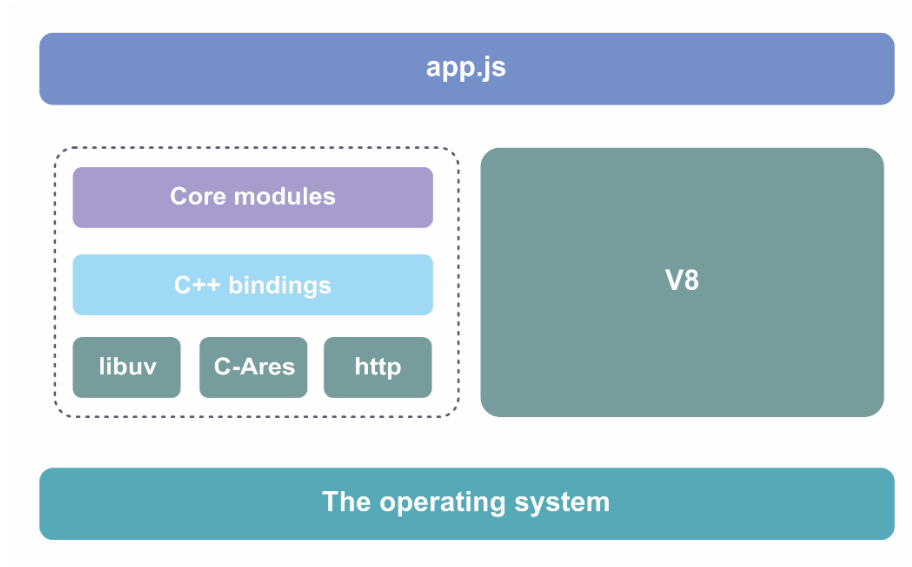 app.js
Core modules
C++ bindings
libuv
C-Ares
http
V8
The operating system